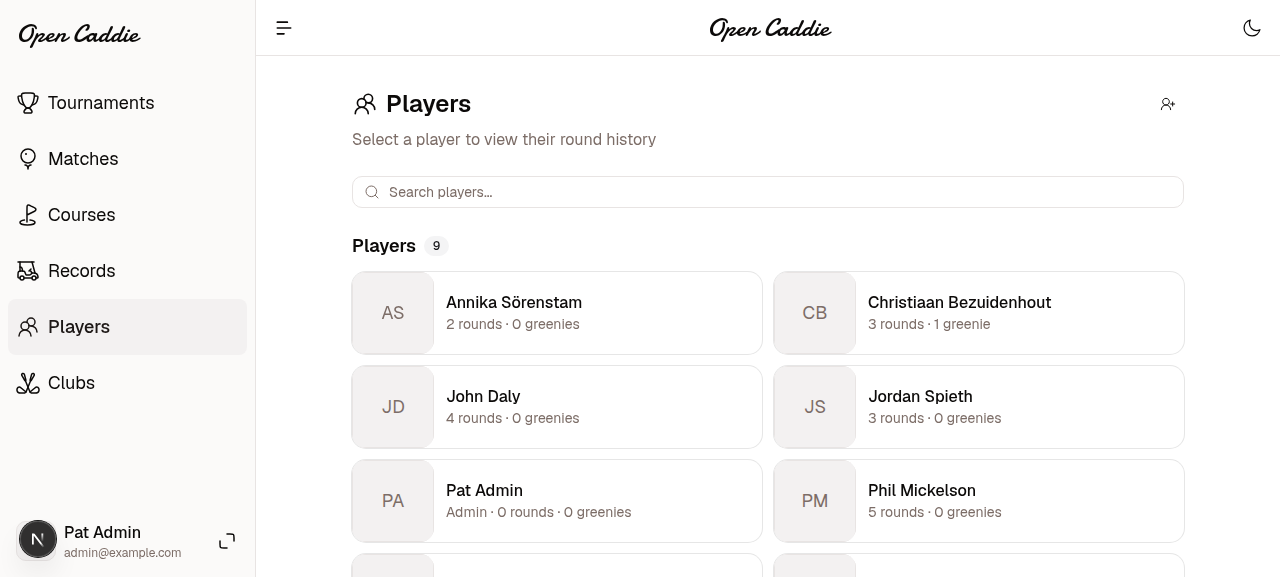 Open Caddie
Tournaments
Matches
Courses
Records
Players
Clubs
N
Pat Admin
admin@example.com
Open Caddie
Players
Select a player to view their round history
Search players...
Players 9
AS
Annika Sörenstam
2 rounds · 0 greenies
CB
Christiaan Bezuidenhout
3 rounds · 1 greenie
JD
John Daly
4 rounds · 0 greenies
JS
Jordan Spieth
3 rounds · 0 greenies
PA
Pat Admin
Admin · 0 rounds · 0 greenies
PM
Phil Mickelson
5 rounds · 0 greenies